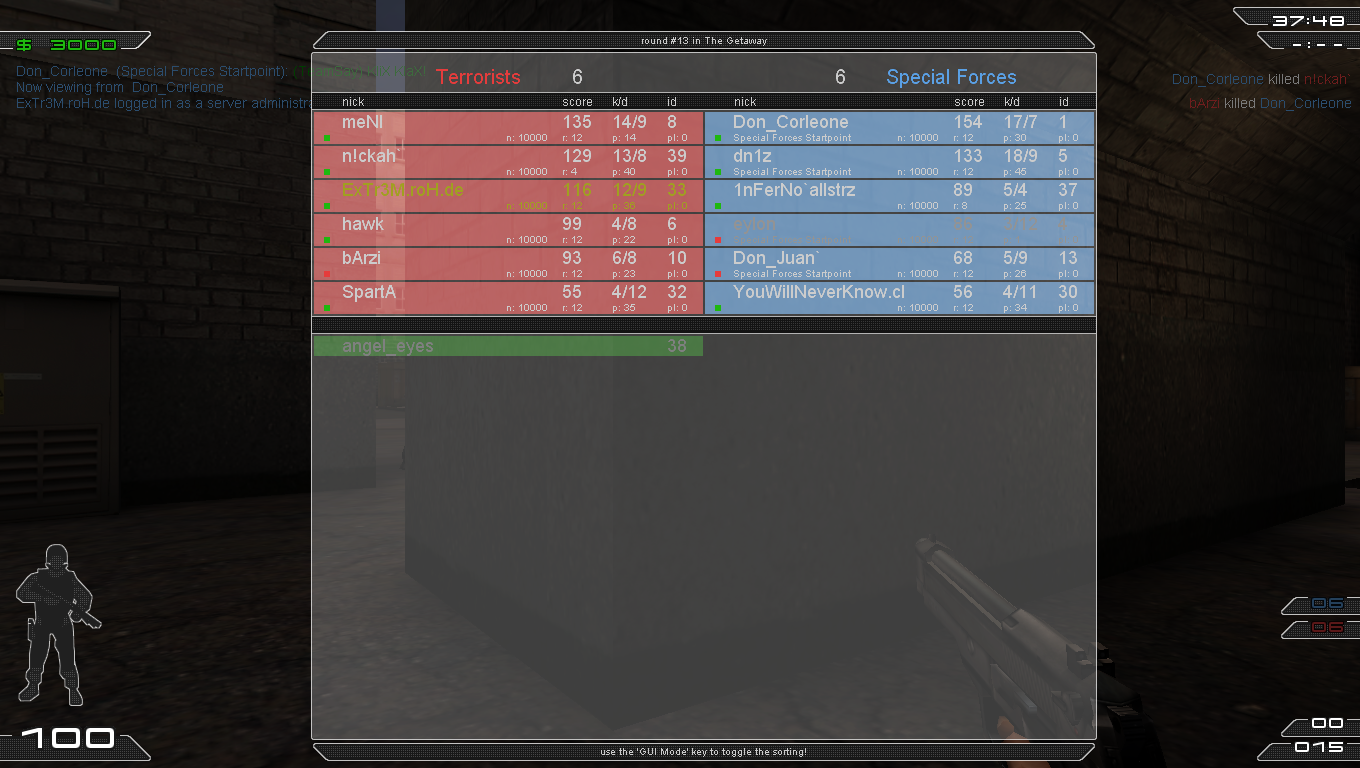 $ 3000
37:48
-:--
round #13 in The Getaway
Don_Corleone (Special Forces Startpoint):
Now viewing from Don_Corleone
ExTr3M.roH.de logged in as a server
Don_Corleone killed n!ckah`
bArzi killed Don_Corleone
Terrorists 6
6 Special Forces
nick score k/d id
nick score k/d id
meNI 135 14/9 8
n: 10000 r: 12 p: 14 pl: 0
n!ckah` 129 13/8 39
n: 10000 r: 4 p: 40 pl: 0
ExTr3M.roH.de 116 12/9 33
n: 10000 r: 12 p: 35 pl: 0
hawk 99 4/8 6
n: 10000 r: 12 p: 22 pl: 0
bArzi 93 6/8 10
n: 10000 r: 12 p: 23 pl: 0
SpartA 55 4/12 32
n: 10000 r: 12 p: 35 pl: 0
Don_Corleone 154 17/7 1
Special Forces Startpoint n: 10000 r: 12 p: 30 pl: 0
dn1z 133 18/9 5
Special Forces Startpoint n: 10000 r: 12 p: 45 pl: 0
1nFerNo`allstrz 89 5/4 37
n: 10000 r: 8 p: 25 pl: 0
Don_Juan` 68 5/9 13
Special Forces Startpoint n: 10000 r: 12 p: 26 pl: 0
YouWillNeverKnow.cl 56 4/11 30
n: 10000 r: 12 p: 34 pl: 0
angel_eyes 38
06
06
100
00
015
use the 'GUI Mode' key to toggle the sorting!